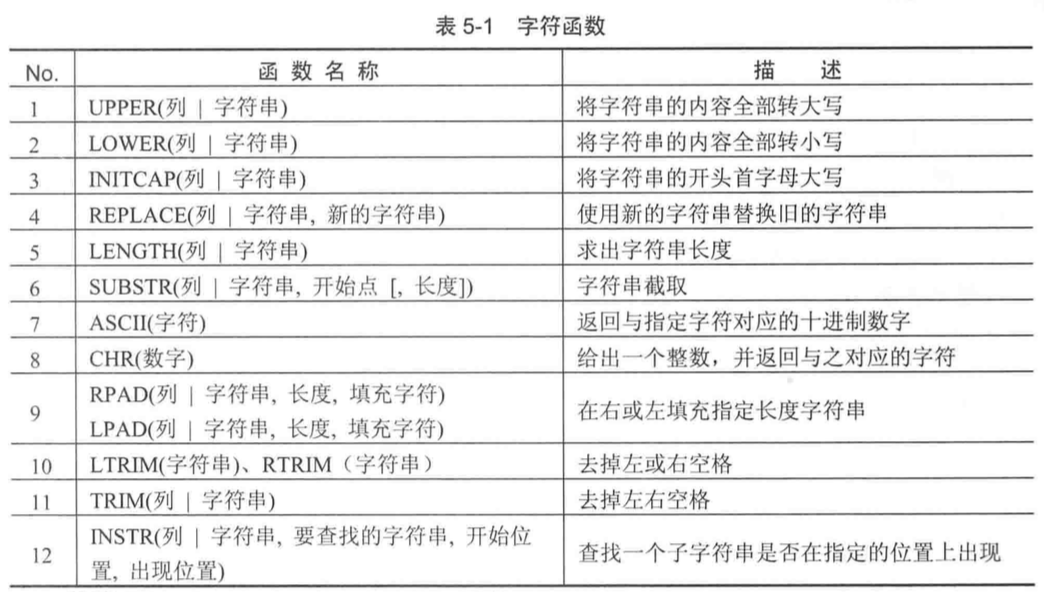 表 5-1 字符函数
No. 函 数 名 称 描 述
1 UPPER(列 | 字符串) 将字符串的内容全部转大写
2 LOWER(列 | 字符串) 将字符串的内容全部转小写
3 INITCAP(列 | 字符串) 将字符串的开头首字母大写
4 REPLACE(列 | 字符串, 新的字符串) 使用新的字符串替换旧的字符串
5 LENGTH(列 | 字符串) 求出字符串长度
6 SUBSTR(列 | 字符串, 开始点 [, 长度]) 字符串截取
7 ASCII(字符) 返回与指定字符对应的十进制数字
8 CHR(数字) 给出一个整数，并返回与之对应的字符
9 RPAD(列 | 字符串, 长度, 填充字符)
LPAD(列 | 字符串, 长度, 填充字符) 在右或左填充指定长度字符串
10 LTRIM(字符串)、RTRIM（字符串） 去掉左或右空格
11 TRIM(列 | 字符串) 去掉左右空格
12 INSTR(列 | 字符串, 要查找的字符串, 开始位
置, 出现位置) 查找一个子字符串是否在指定的位置上出现